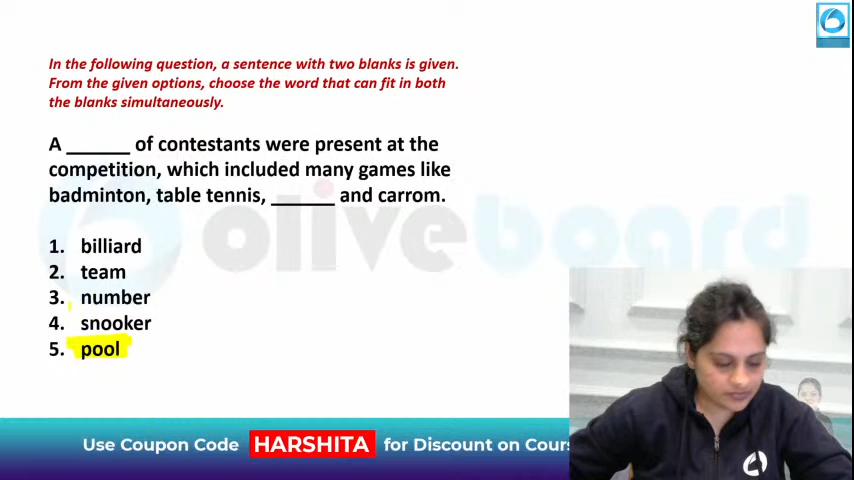 In the following question, a sentence with two blanks is given.
From the given options, choose the word that can fit in both
the blanks simultaneously.
A ______ of contestants were present at the
competition, which included many games like
badminton, table tennis, ______ and carrom.
oliveboard
1. billiard
2. team
3. number
4. snooker
5. pool
Use Coupon Code HARSHITA for Discount on Cours